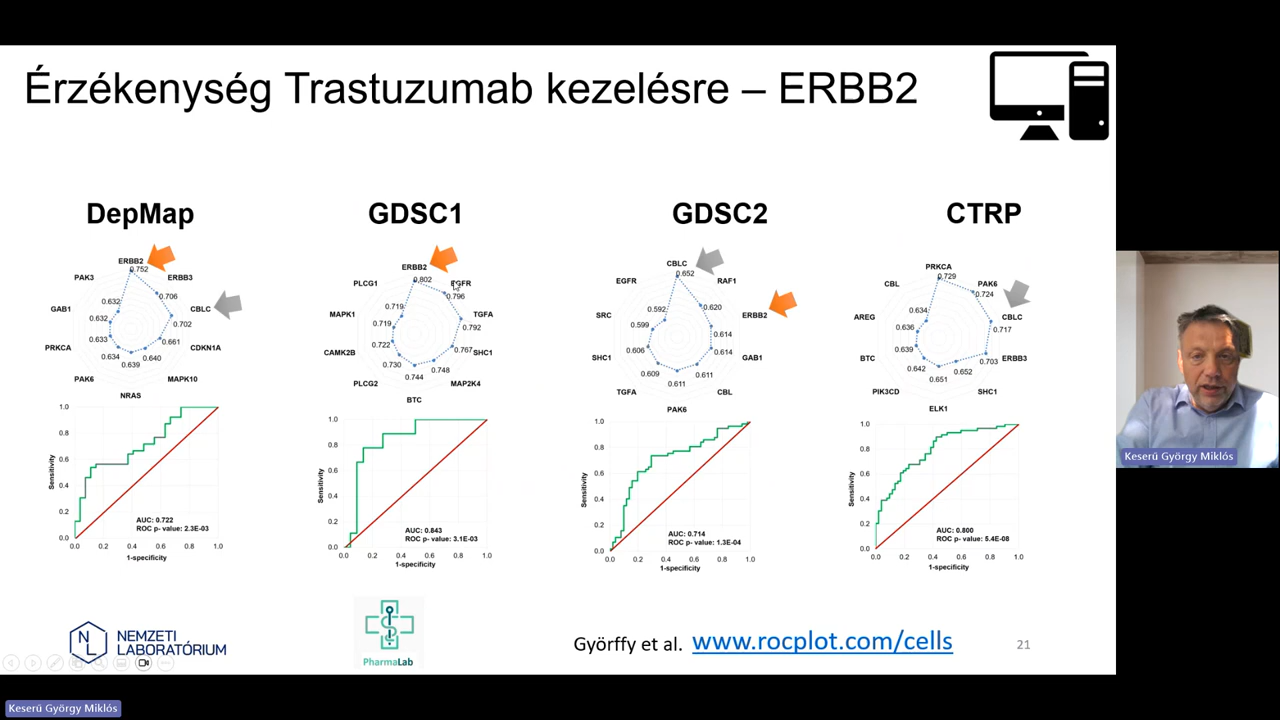 Érzékenység Trastuzumab kezelésre – ERBB2
DepMap
GDSC1
GDSC2
CTRP
ERBB2
0.752
ERBB3
0.706
CBLC
0.702
CDKN1A
0.661
MAPK10
0.640
NRAS
0.639
PAK6
0.634
PRKCA
0.633
GAB1
0.632
PAK3
0.632
ERBB2
0.802
EGFR
0.796
TGFA
0.792
SHC1
0.767
MAP2K4
0.748
BTC
0.744
PLCG2
0.730
CAMK2B
0.722
MAPK1
0.719
PLCG1
0.719
CBLC
0.652
RAF1
0.620
ERBB2
0.614
GAB1
0.614
CBL
0.611
PAK6
0.611
TGFA
0.609
SHC1
0.606
SRC
0.599
EGFR
0.592
PRKCA
0.729
PAK6
0.724
CBLC
0.717
ERBB3
0.703
SHC1
0.652
ELK1
0.651
PIK3CD
0.642
BTC
0.639
AREG
0.636
CBL
0.634
Sensitivity
1.0
0.8
0.6
0.4
0.2
0.0
AUC: 0.722
ROC p- value: 2.3E-03
0.0 0.2 0.4 0.6 0.8 1.0
1-specificity
Sensitivity
1.0
0.8
0.6
0.4
0.2
0.0
AUC: 0.843
ROC p- value: 3.1E-03
0.0 0.2 0.4 0.6 0.8 1.0
1-specificity
Sensitivity
1.0
0.8
0.6
0.4
0.2
0.0
AUC: 0.714
ROC p- value: 1.3E-04
0.0 0.2 0.4 0.6 0.8 1.0
1-specificity
Sensitivity
1.0
0.8
0.6
0.4
0.2
0.0
AUC: 0.800
ROC p- value: 5.4E-08
0.0 0.2 0.4 0.6 0.8 1.0
1-specificity
NL
NEMZETI
LABORATÓRIUM
PharmaLab
Györffy et al. www.rocplot.com/cells
21
Keserű György Miklós
Keserű György Miklós